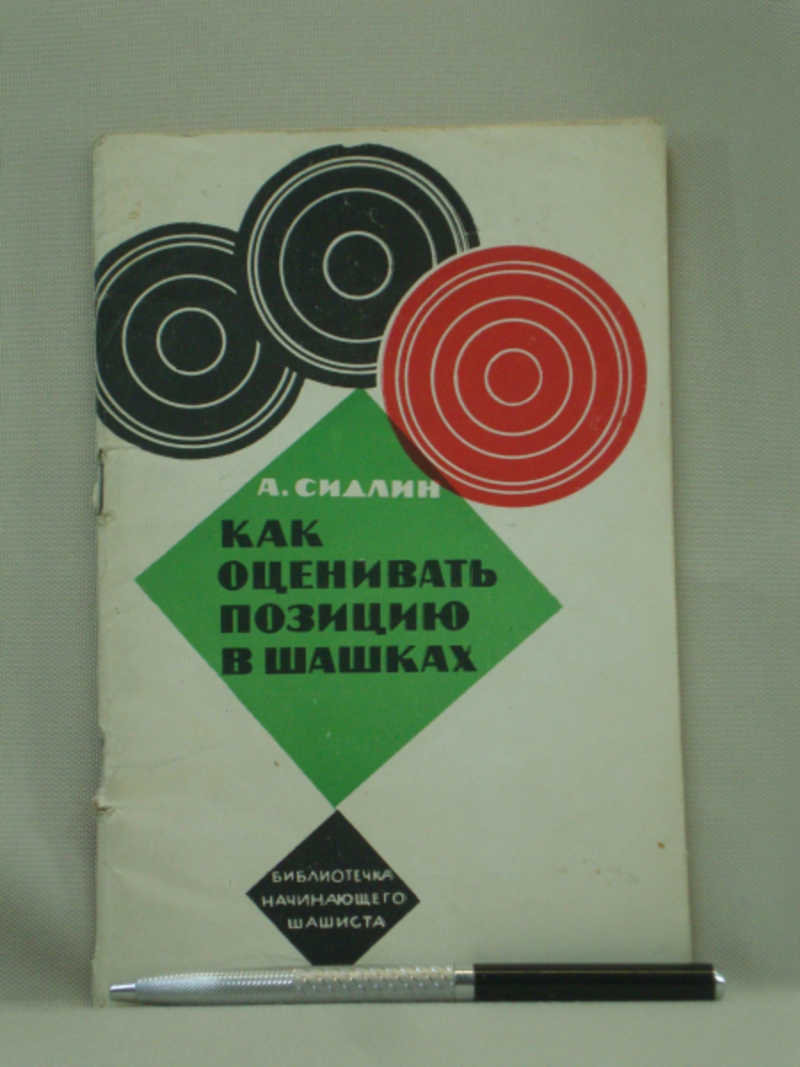 А. СИДЛИН
КАК
ОЦЕНИВАТЬ
ПОЗИЦИЮ
В ШАШКАХ
БИБЛИОТЕЧКА
НАЧИНАЮЩЕГО
ШАШИСТА